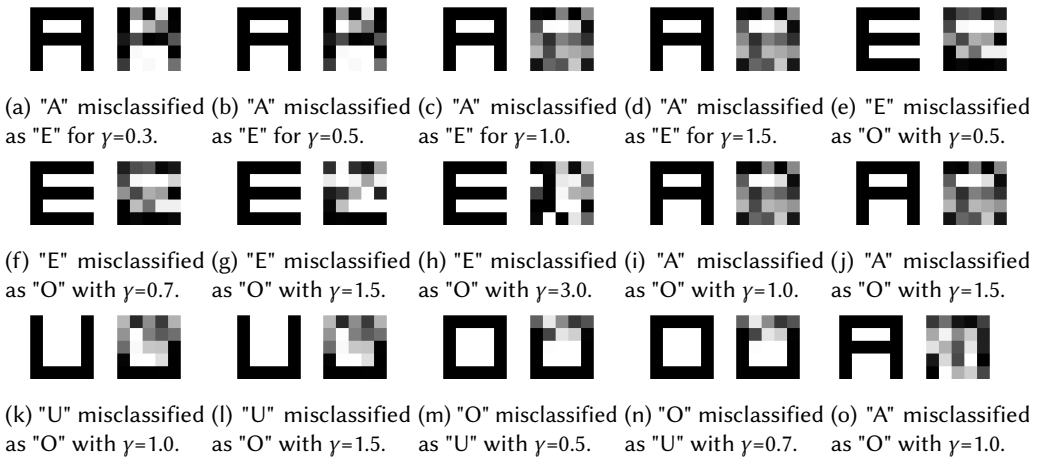 (a) "A" misclassified as "E" for γ=0.3.
(b) "A" misclassified as "E" for γ=0.5.
(c) "A" misclassified as "E" for γ=1.0.
(d) "A" misclassified as "E" for γ=1.5.
(e) "E" misclassified as "O" with γ=0.5.
(f) "E" misclassified as "O" with γ=0.7.
(g) "E" misclassified as "O" with γ=1.5.
(h) "E" misclassified as "O" with γ=3.0.
(i) "A" misclassified as "O" with γ=1.0.
(j) "A" misclassified as "O" with γ=1.5.
(k) "U" misclassified as "O" with γ=1.0.
(l) "U" misclassified as "O" with γ=1.5.
(m) "O" misclassified as "U" with γ=0.5.
(n) "O" misclassified as "U" with γ=0.7.
(o) "A" misclassified as "O" with γ=1.0.